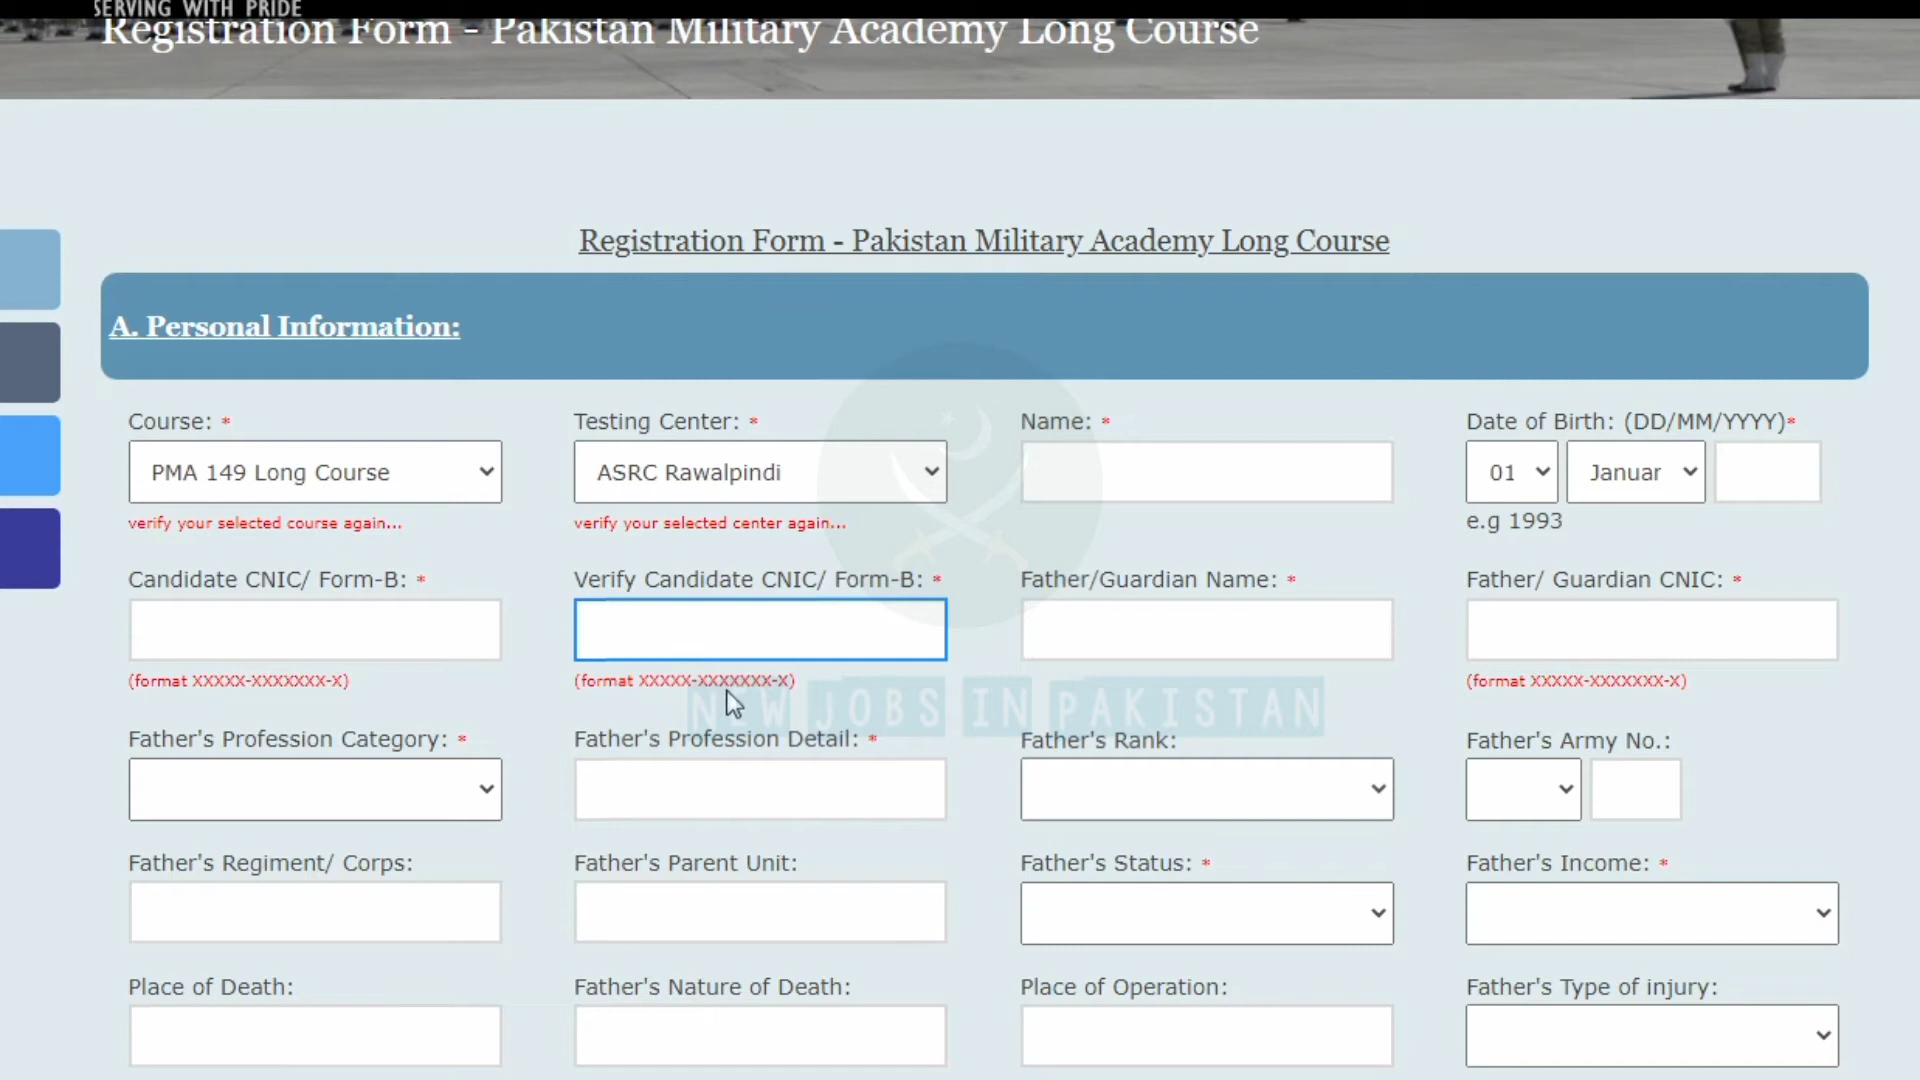 SERVING WITH PRIDE
Registration Form - Pakistan Military Academy Long Course
Registration Form - Pakistan Military Academy Long Course
A. Personal Information:
Course: * Testing Center: * Name: * Date of Birth: (DD/MM/YYYY)*
PMA 149 Long Course ASRC Rawalpindi 01 Januar
verify your selected course again... verify your selected center again... e.g 1993
Candidate CNIC/ Form-B: * Verify Candidate CNIC/ Form-B: * Father/Guardian Name: * Father/ Guardian CNIC: *
(format XXXXX-XXXXXXX-X) (format XXXXX-XXXXXXX-X) (format XXXXX-XXXXXXX-X)
NEW JOBS IN PAKISTAN
Father's Profession Category: * Father's Profession Detail: * Father's Rank: Father's Army No.:
Father's Regiment/ Corps: Father's Parent Unit: Father's Status: * Father's Income: *
Place of Death: Father's Nature of Death: Place of Operation: Father's Type of injury: